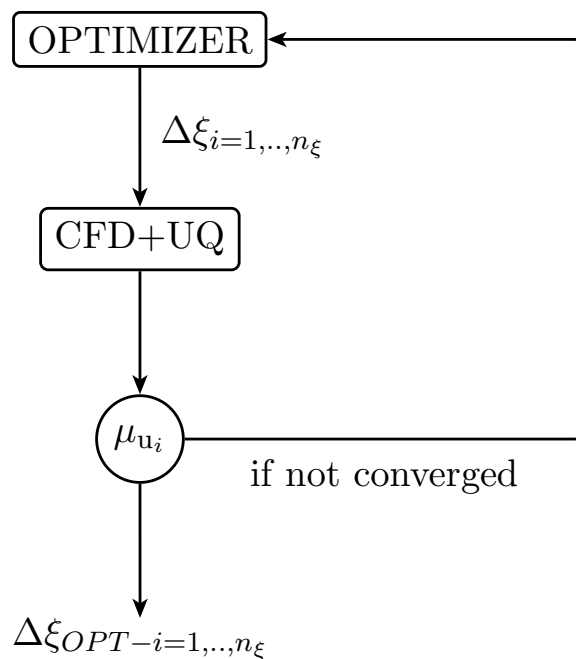 OPTIMIZER
Δξ_{i=1,..,n_ξ}
CFD+UQ
μ_{u_i}
if not converged
Δξ_{OPT−i=1,..,n_ξ}